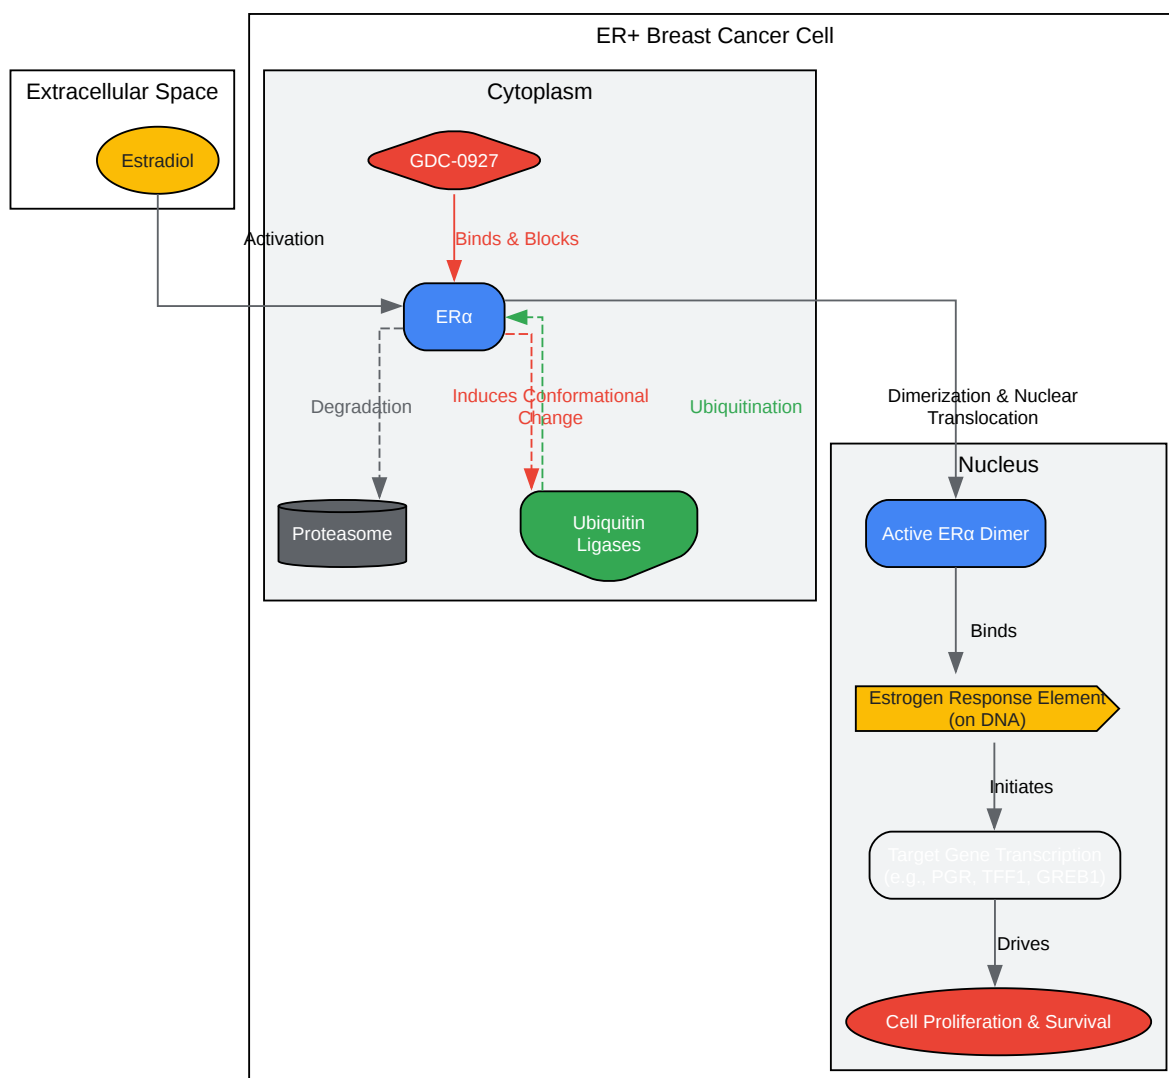 ER+ Breast Cancer Cell
Extracellular Space
Cytoplasm
Estradiol
GDC-0927
Activation
Binds & Blocks
ERα
Degradation
Induces Conformational
Change
Ubiquitination
Dimerization & Nuclear
Translocation
Nucleus
Proteasome
Ubiquitin
Ligases
Active ERα Dimer
Binds
Estrogen Response Element
(on DNA)
Initiates
Target Gene Transcription
(e.g., PGR, TFF1, GREB1)
Drives
Cell Proliferation & Survival